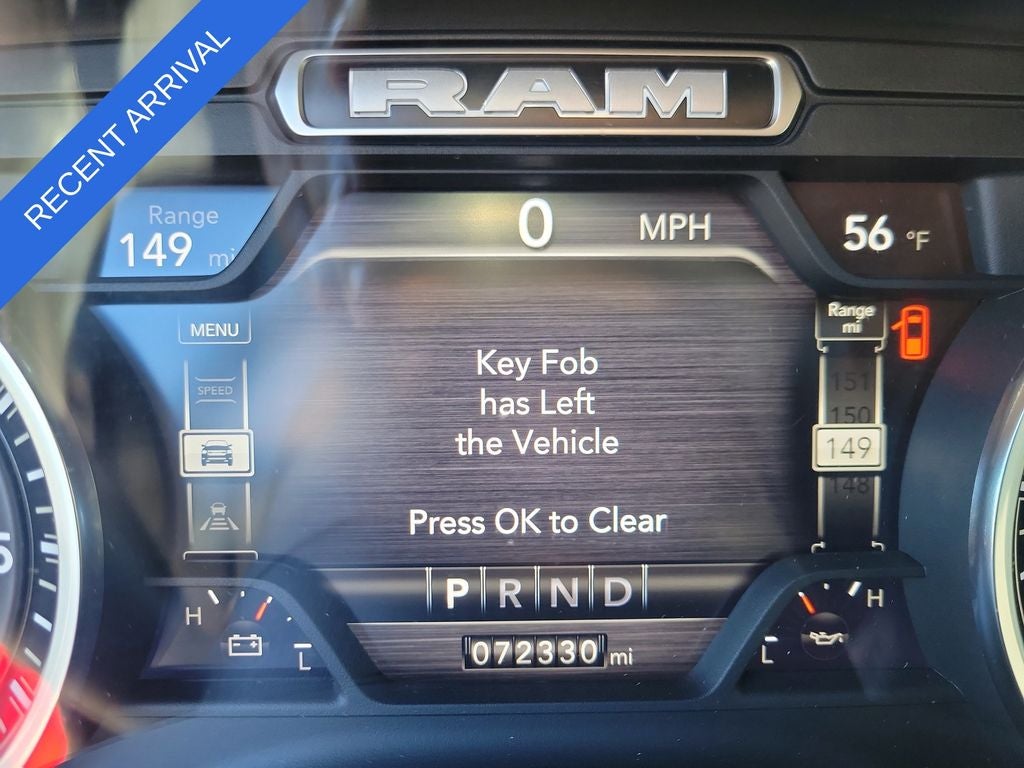 RECENT ARRIVAL
RAM
Range
149 mi
0 MPH
56 °F
MENU
SPEED
Key Fob
has Left
the Vehicle
Press OK to Clear
Range
mi
151
150
149
148
P R N D
H
L
072330 mi
H
L
5